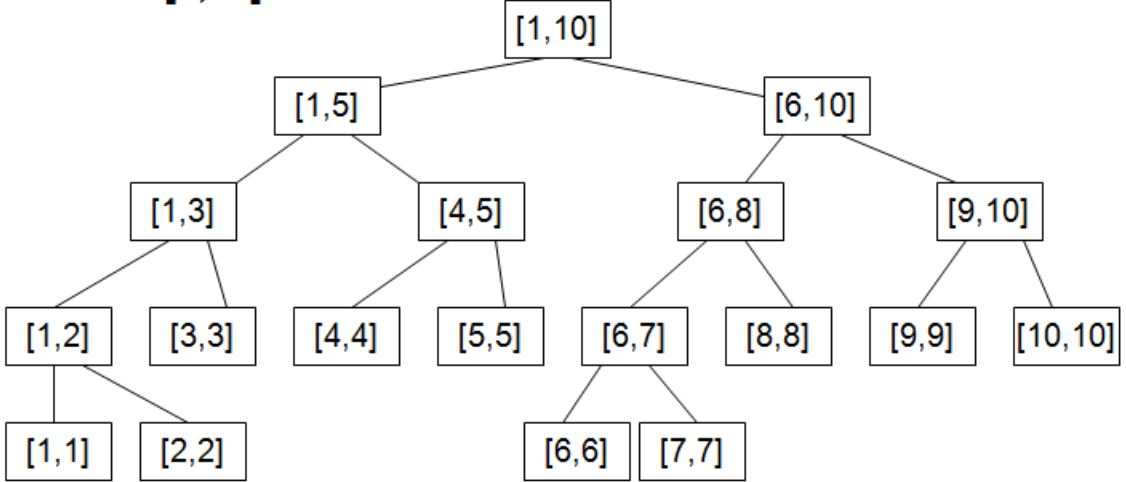 [1,10]
[1,5] [6,10]
[1,3] [4,5] [6,8] [9,10]
[1,2] [3,3] [4,4] [5,5] [6,7] [8,8] [9,9] [10,10]
[1,1] [2,2] [6,6] [7,7]